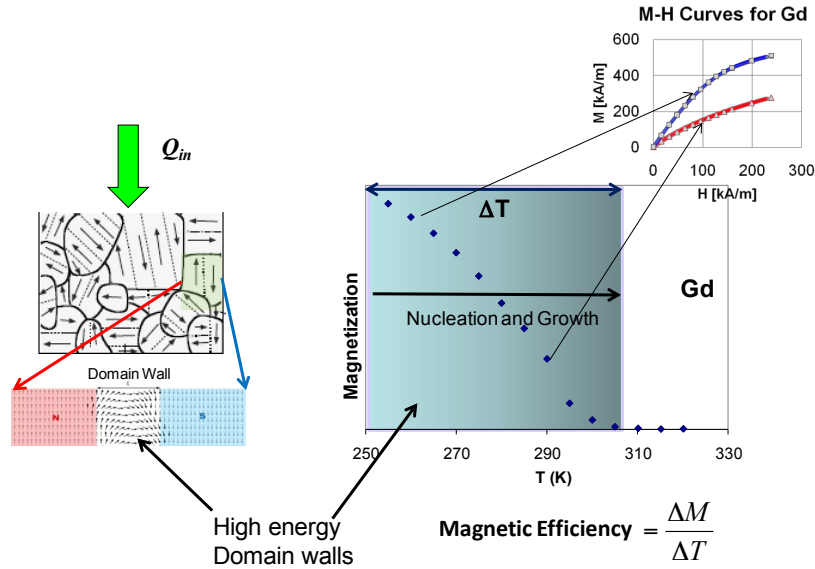 M-H Curves for Gd
M [kA/m]
600
400
200
0
0
100
200
300
H [kA/m]
Q_in
ΔT
Magnetization
Nucleation and Growth
Gd
Domain Wall
N
S
250
270
290
310
330
T (K)
High energy
Domain walls
Magnetic Efficiency = ΔM/ΔT